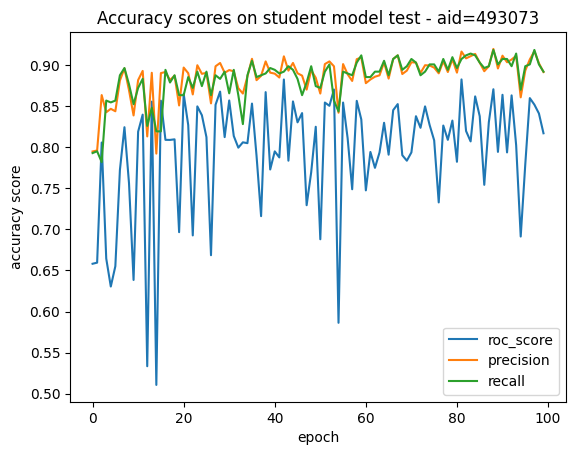 Accuracy scores on student model test - aid=493073
accuracy score
0.90
0.85
0.80
0.75
0.70
0.65
0.60
0.55
0.50
roc_score
precision
recall
0
20
40
60
80
100
epoch